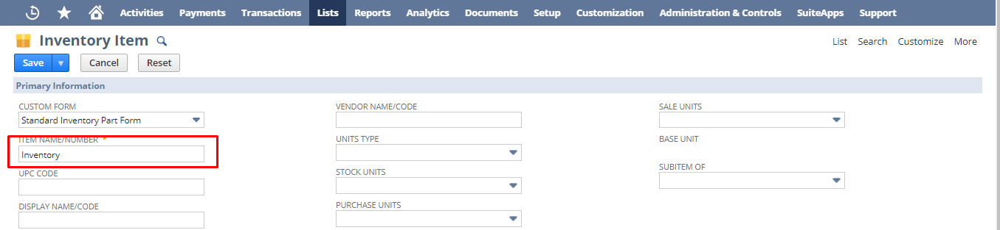 Activities Payments Transactions Lists Reports Analytics Documents Setup Customization Administration & Controls SuiteApps Support
Inventory Item
List Search Customize More
Save Cancel Reset
Primary Information
CUSTOM FORM
Standard Inventory Part Form
ITEM NAME/NUMBER *
Inventory
UPC CODE
DISPLAY NAME/CODE
VENDOR NAME/CODE
UNITS TYPE
STOCK UNITS
PURCHASE UNITS
SALE UNITS
BASE UNIT
SUBITEM OF